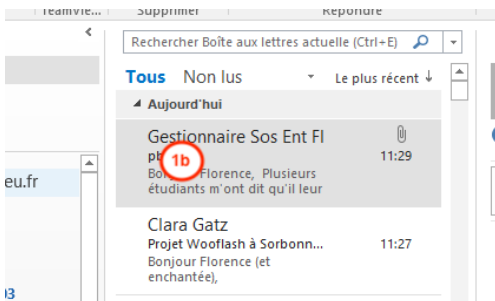 Supprimer Répondre
Rechercher Boîte aux lettres actuelle (Ctrl+E)
Tous Non lus Le plus récent ↓
Aujourd'hui
Gestionnaire Sos Ent FI
1b 11:29
Florence, Plusieurs
étudiants m'ont dit qu'il leur
eu.fr
Clara Gatz
Projet Wooflash à Sorbonn... 11:27
Bonjour Florence (et
enchantée),
03